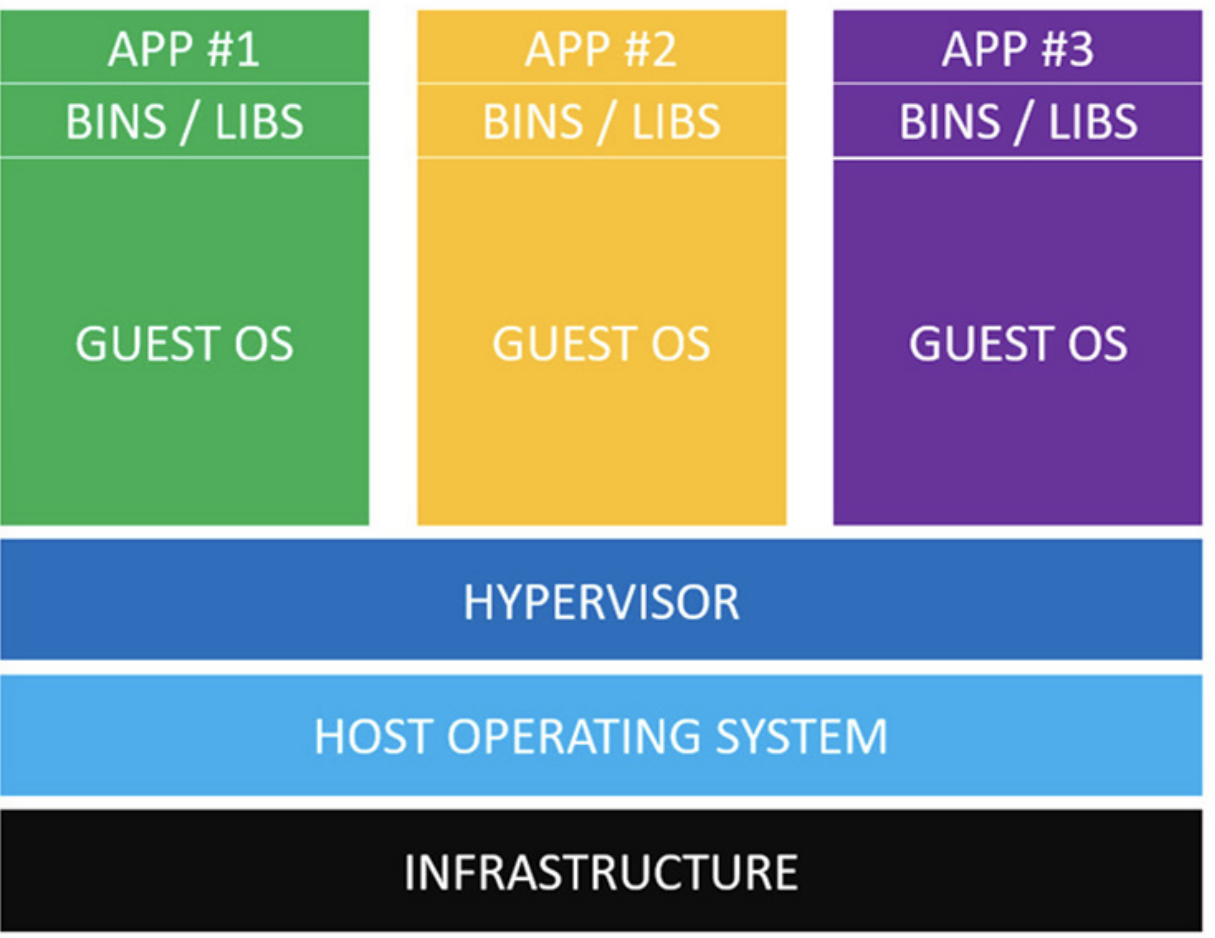 APP #1
APP #2
APP #3
BINS / LIBS
BINS / LIBS
BINS / LIBS
GUEST OS
GUEST OS
GUEST OS
HYPERVISOR
HOST OPERATING SYSTEM
INFRASTRUCTURE